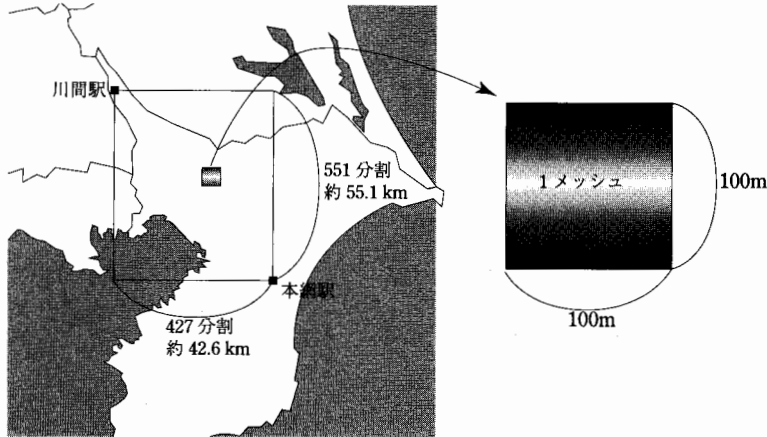 川間駅
551 分割
約 55.1 km
本納駅
427 分割
約 42.6 km
1 メッシュ
100m
100m